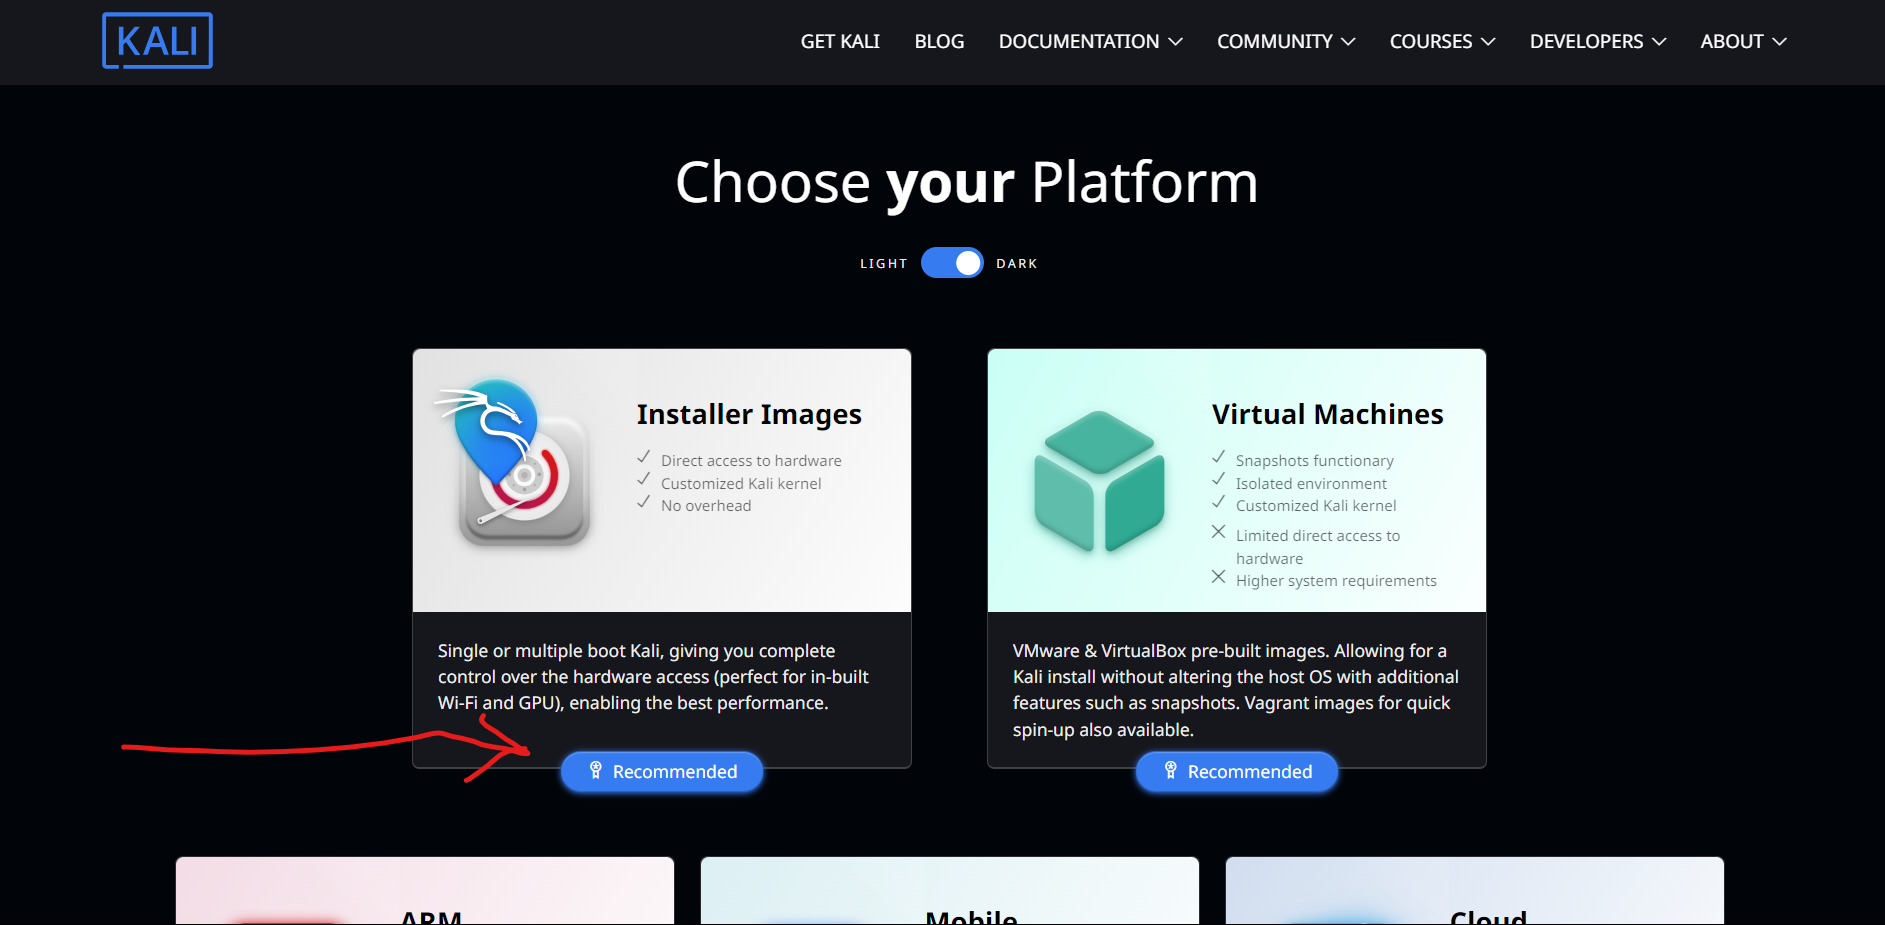 KALI
GET KALI
BLOG
DOCUMENTATION
COMMUNITY
COURSES
DEVELOPERS
ABOUT
Choose your Platform
LIGHT
DARK
Installer Images
Direct access to hardware
Customized Kali kernel
No overhead
Single or multiple boot Kali, giving you complete
control over the hardware access (perfect for in-built
Wi-Fi and GPU), enabling the best performance.
Recommended
Virtual Machines
Snapshots functionary
Isolated environment
Customized Kali kernel
Limited direct access to
hardware
Higher system requirements
VMware & VirtualBox pre-built images. Allowing for a
Kali install without altering the host OS with additional
features such as snapshots. Vagrant images for quick
spin-up also available.
Recommended
ARM
Mobile
Cloud